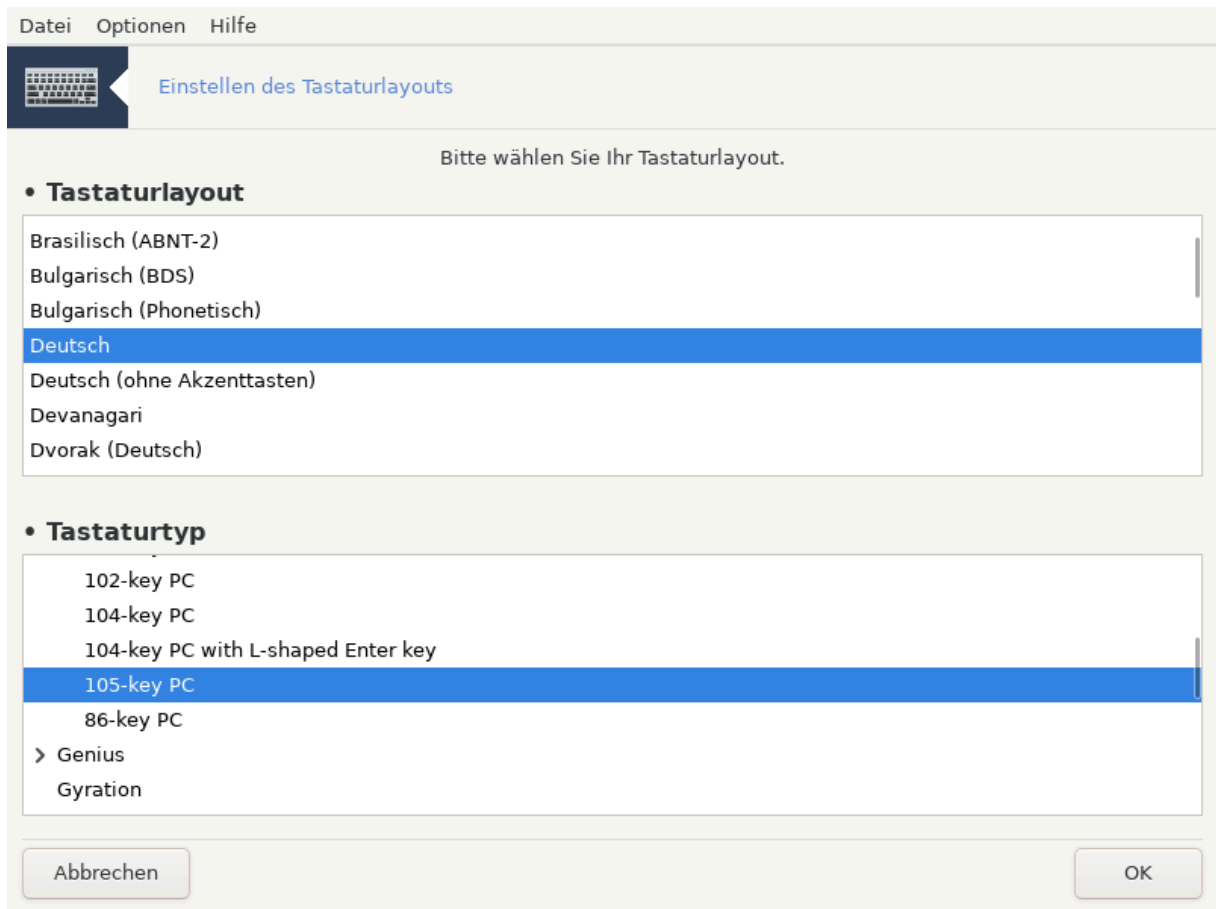 Datei Optionen Hilfe
Einstellen des Tastaturlayouts
Bitte wählen Sie Ihr Tastaturlayout.
• Tastaturlayout
Brasilisch (ABNT-2)
Bulgarisch (BDS)
Bulgarisch (Phonetisch)
Deutsch
Deutsch (ohne Akzenttasten)
Devanagari
Dvorak (Deutsch)
• Tastaturtyp
102-key PC
104-key PC
104-key PC with L-shaped Enter key
105-key PC
86-key PC
Genius
Gyration
Abbrechen OK